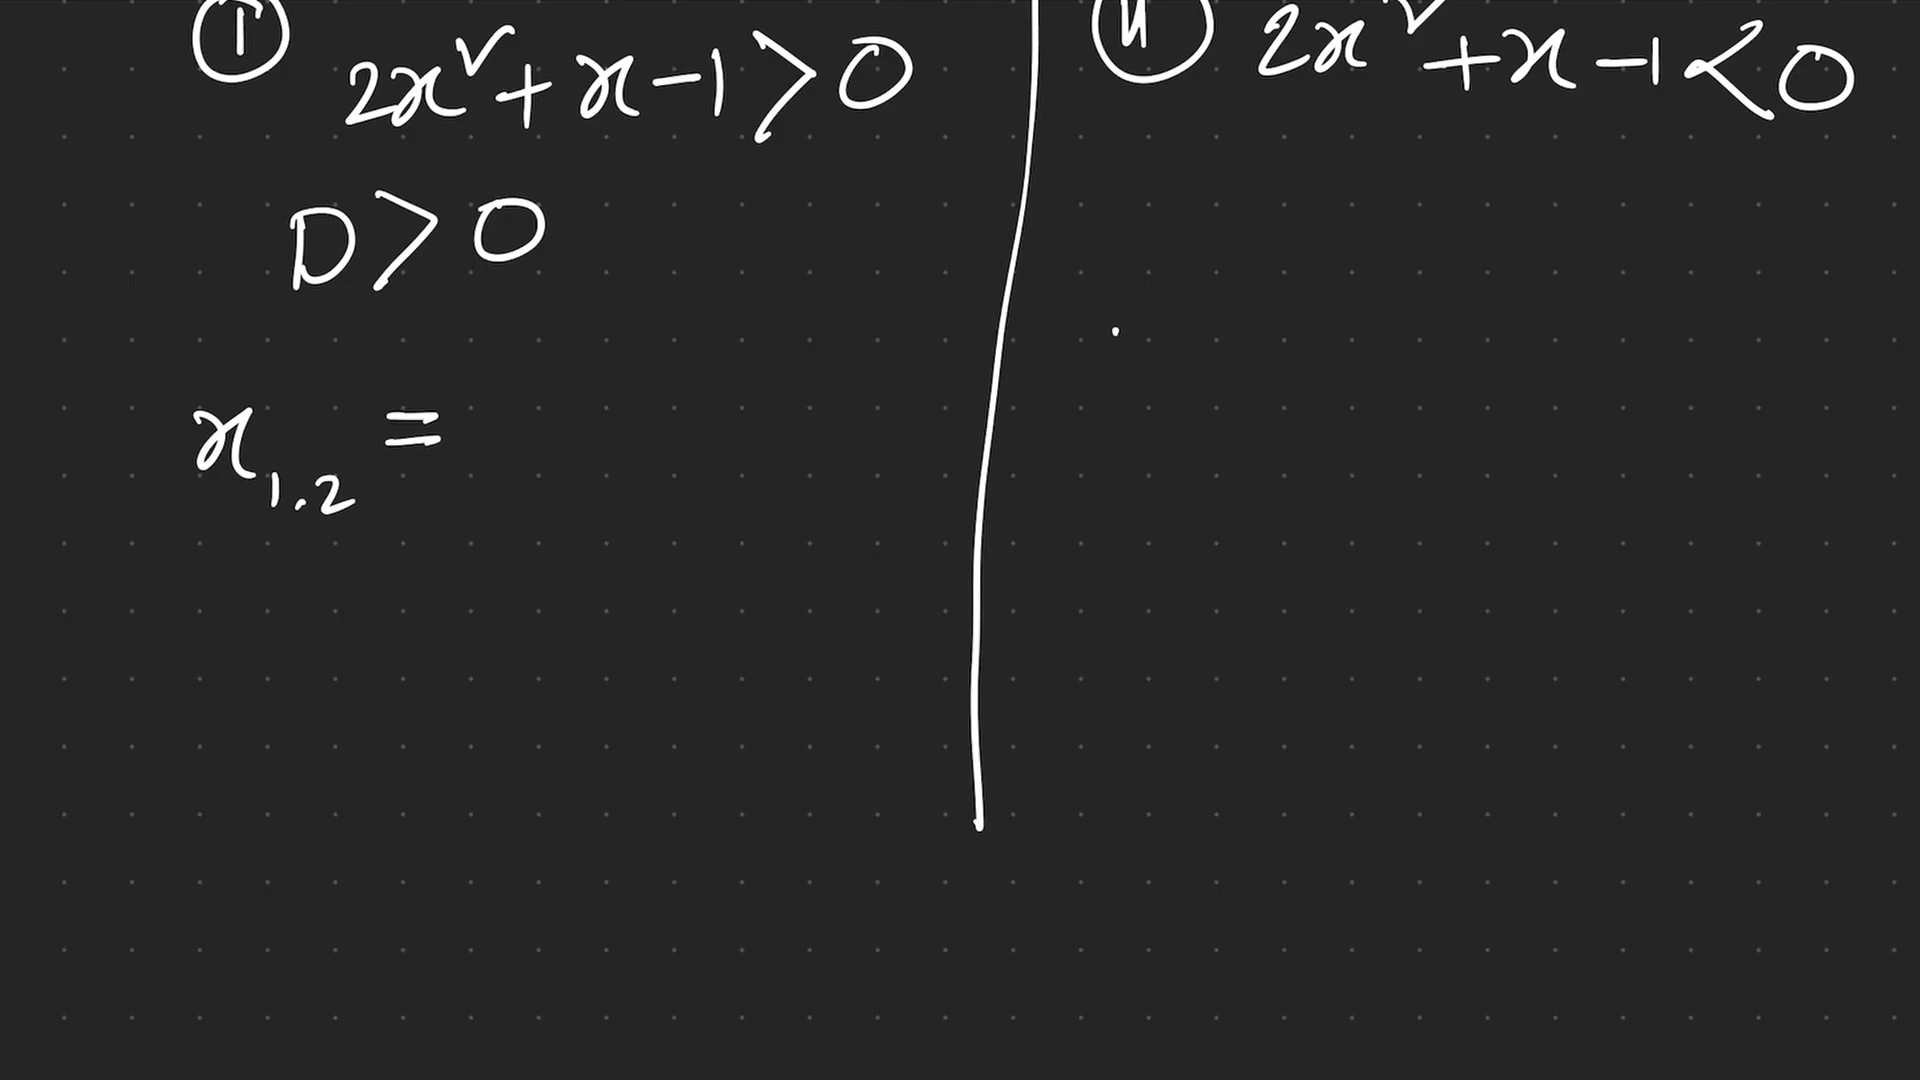 ① 2x² + x - 1 > 0
D > 0
x₁.₂ =
② 2x² + x - 1 < 0